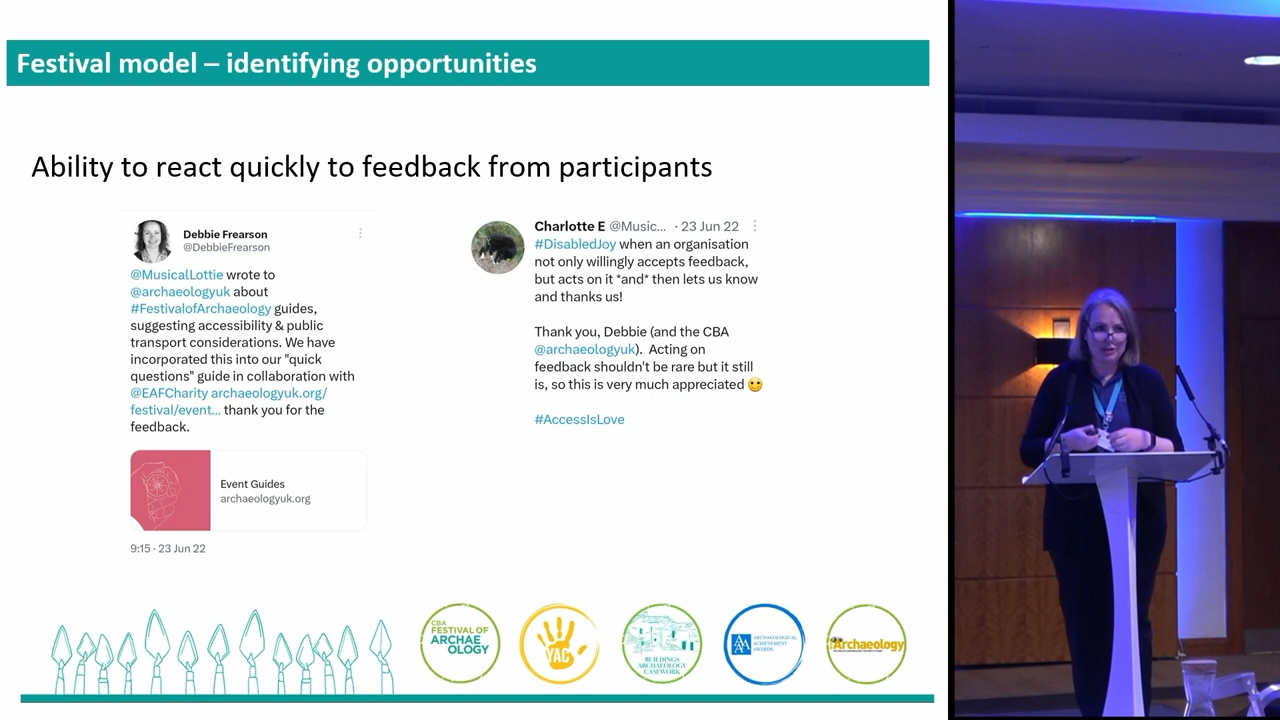 Festival model – identifying opportunities
Ability to react quickly to feedback from participants
Debbie Frearson
@DebbieFrearson
@MusicalLottie wrote to
@archaeologyuk about
#FestivalofArchaeology guides,
suggesting accessibility & public
transport considerations. We have
incorporated this into our "quick
questions" guide in collaboration with
@EAFCharity archaeologyuk.org/
festival/event... thank you for the
feedback.
Event Guides
archaeologyuk.org
9:15 · 23 Jun 22
Charlotte E @Music... · 23 Jun 22
#DisabledJoy when an organisation
not only willingly accepts feedback,
but acts on it *and* then lets us know
and thanks us!
Thank you, Debbie (and the CBA
@archaeologyuk). Acting on
feedback shouldn't be rare but it still
is, so this is very much appreciated
#AccessIsLove
CBA
FESTIVAL OF
ARCHAE
OLOGY
YAC
BUILDINGS
ARCHAEOLOGY
CASEWORK
AAA
ARCHAEOLOGICAL
ACHIEVEMENT
AWARDS
Archaeology